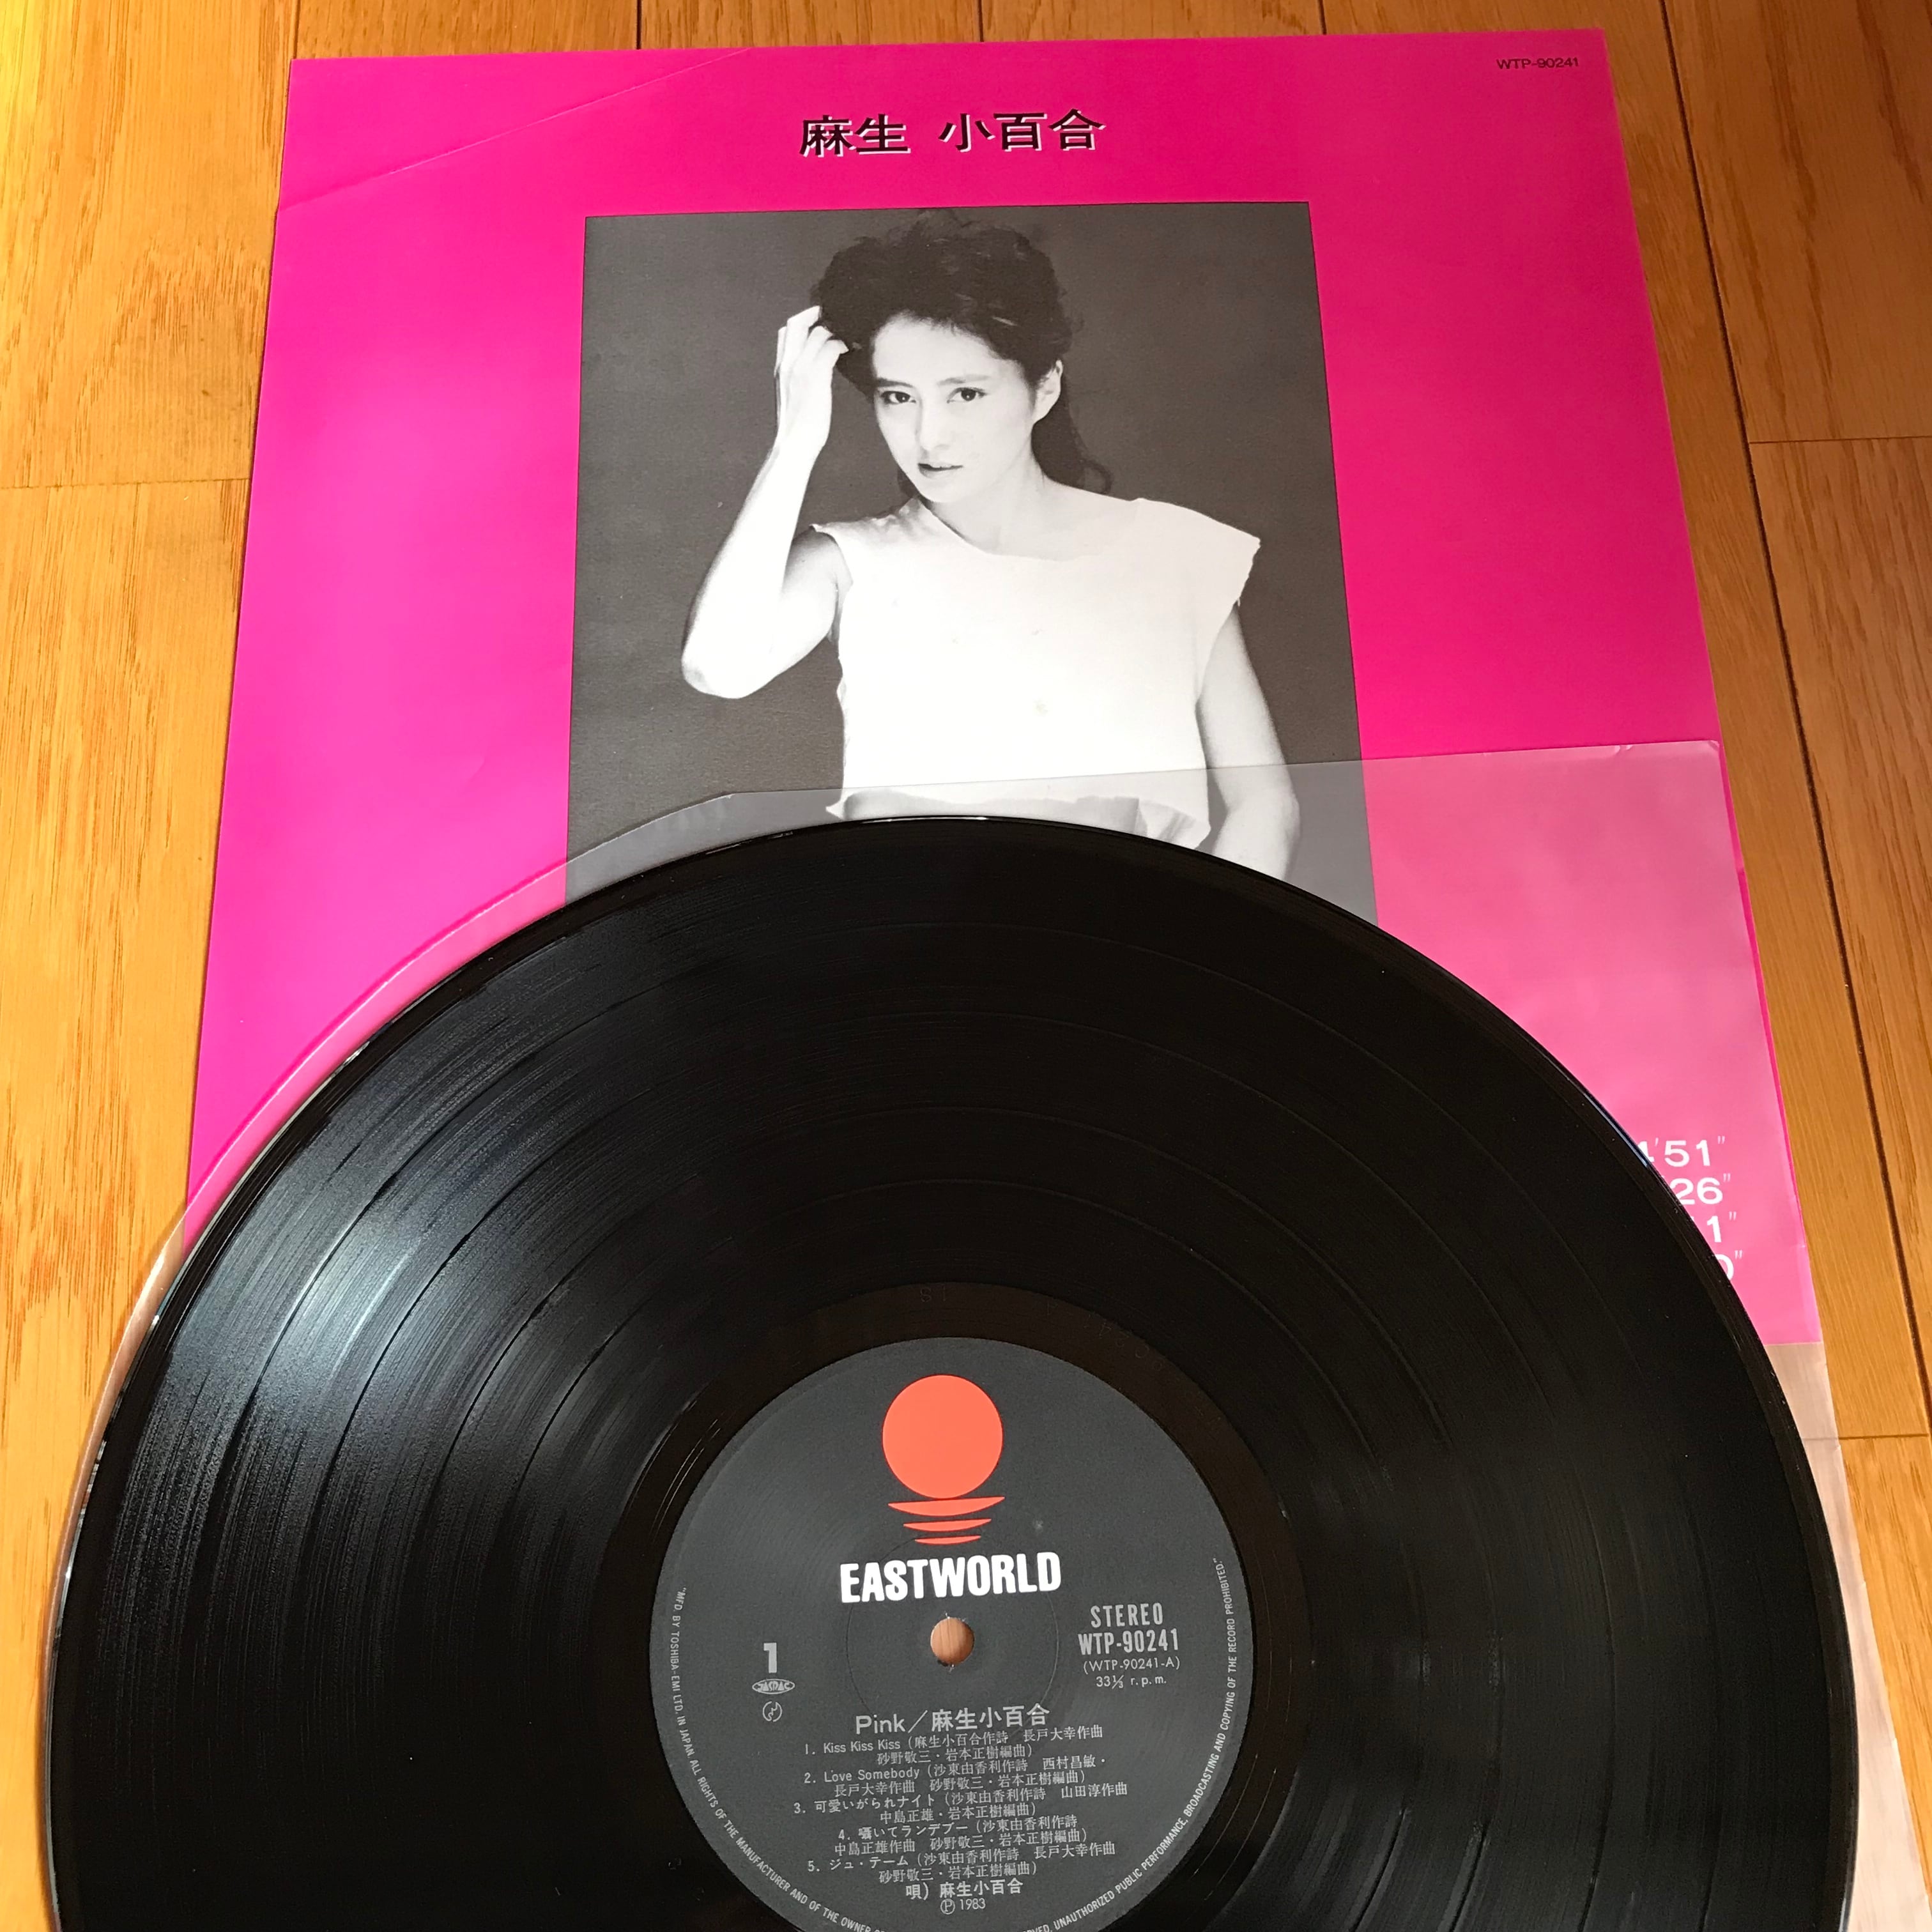 WTP-90241
麻生 小百合
'51"
26"
1"
0"
EASTWORLD
STEREO
WTP-90241
(WTP-90241-A)
33⅓ r.p.m.
1
JASRAC
Pink／麻生小百合
1. Kiss Kiss Kiss (麻生小百合作詩 長戸大幸作曲
砂野敬三・岩本正樹編曲)
2. Love Somebody (沙東由香利作詩 西村昌敏・
長戸大幸作曲 砂野敬三・岩本正樹編曲)
3. 可愛いがられナイト (沙東由香利作詩 山田淳作曲
中島正雄・岩本正樹編曲)
4. 囁いてランデブー (沙東由香利作詩
中島正雄作曲 砂野敬三・岩本正樹編曲)
5. ジュ・テーム (沙東由香利作詩 長戸大幸作曲
砂野敬三・岩本正樹編曲)
唄) 麻生小百合
Ⓟ 1983
"MFD. BY TOSHIBA-EMI LTD. IN JAPAN. ALL RIGHTS OF THE MANUFACTURER AND OF THE OWNER
UNAUTHORIZED PUBLIC PERFORMANCE, BROADCASTING AND COPYING OF THE RECORD PROHIBITED."